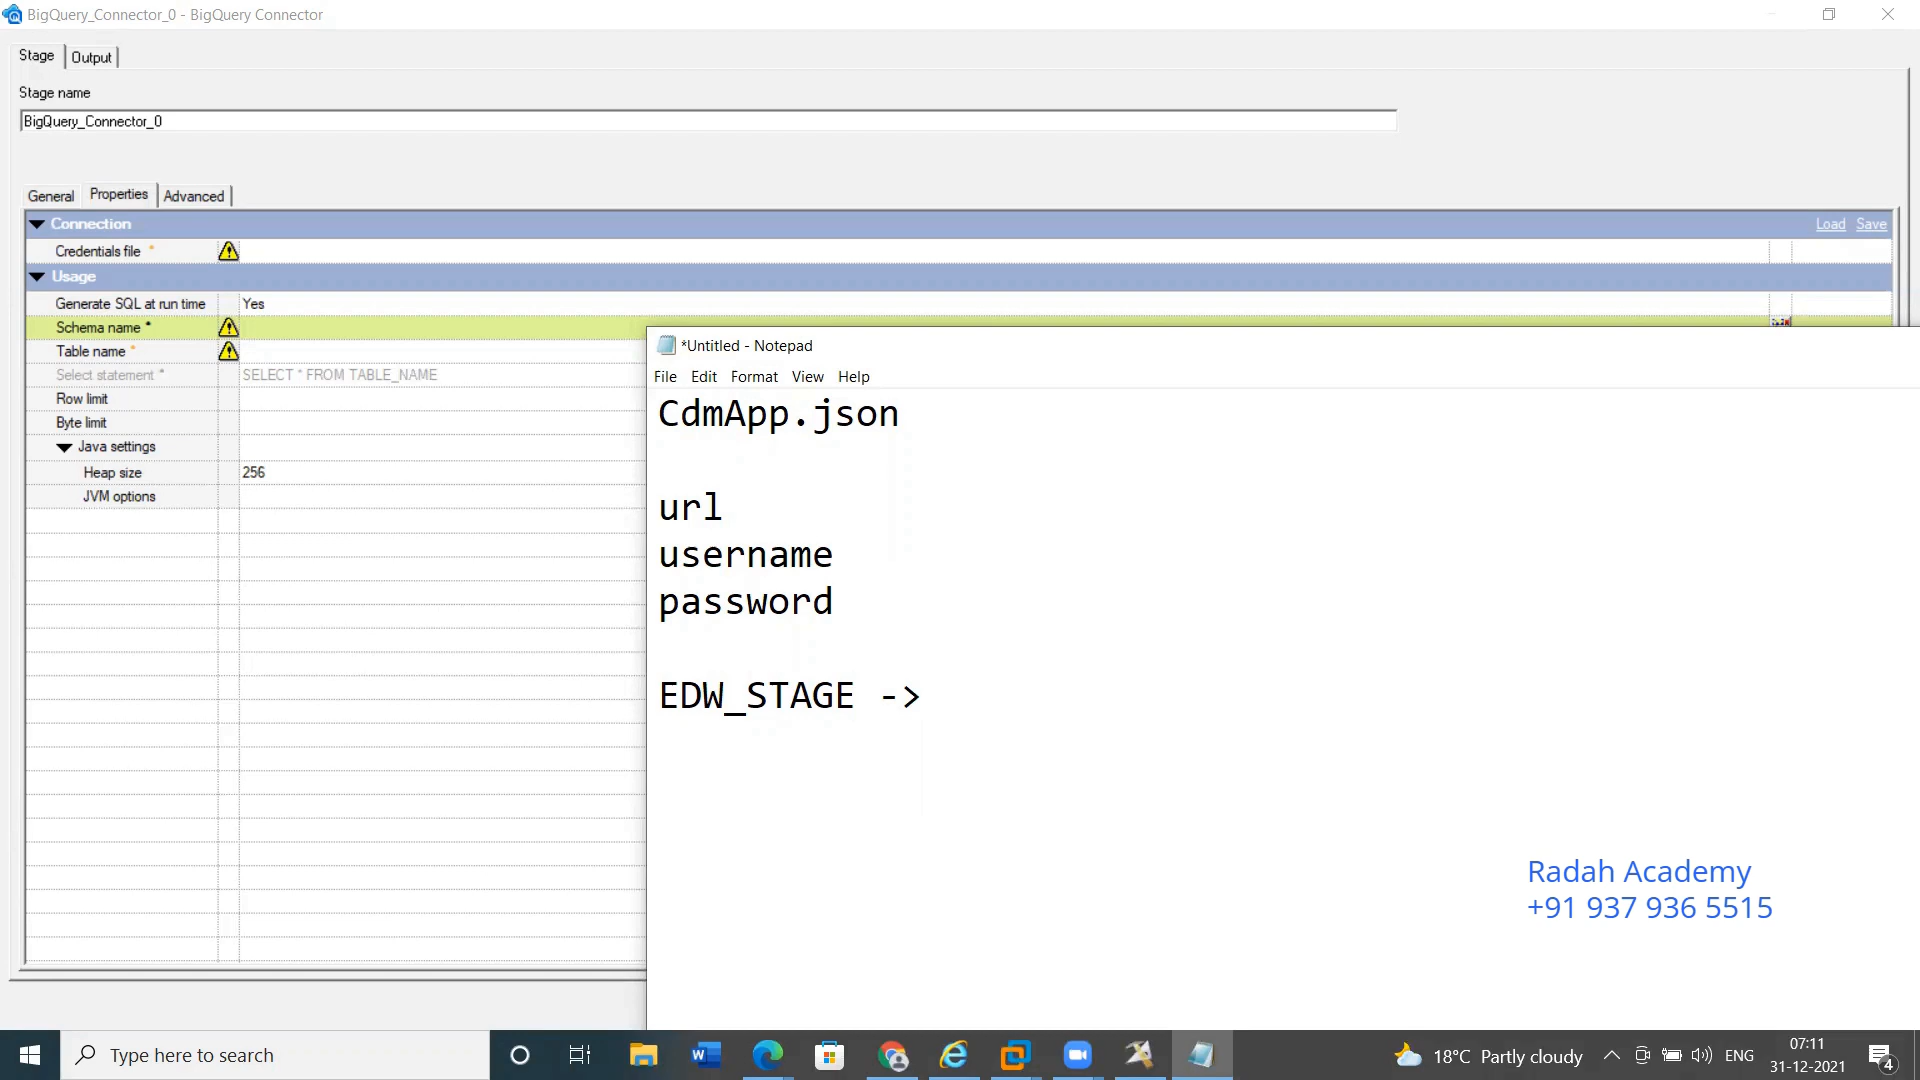 BigQuery_Connector_0 - BigQuery Connector
Stage Output
Stage name
BigQuery_Connector_0
General Properties Advanced
Connection Load Save
Credentials file *
Usage
Generate SQL at run time Yes
Schema name *
Table name *
Select statement * SELECT * FROM TABLE_NAME
Row limit
Byte limit
Java settings
Heap size 256
JVM options
*Untitled - Notepad
File Edit Format View Help
CdmApp.json
url
username
password
EDW_STAGE ->
Radah Academy
+91 937 936 5515
Type here to search
18°C Partly cloudy
ENG
07:11
31-12-2021
4